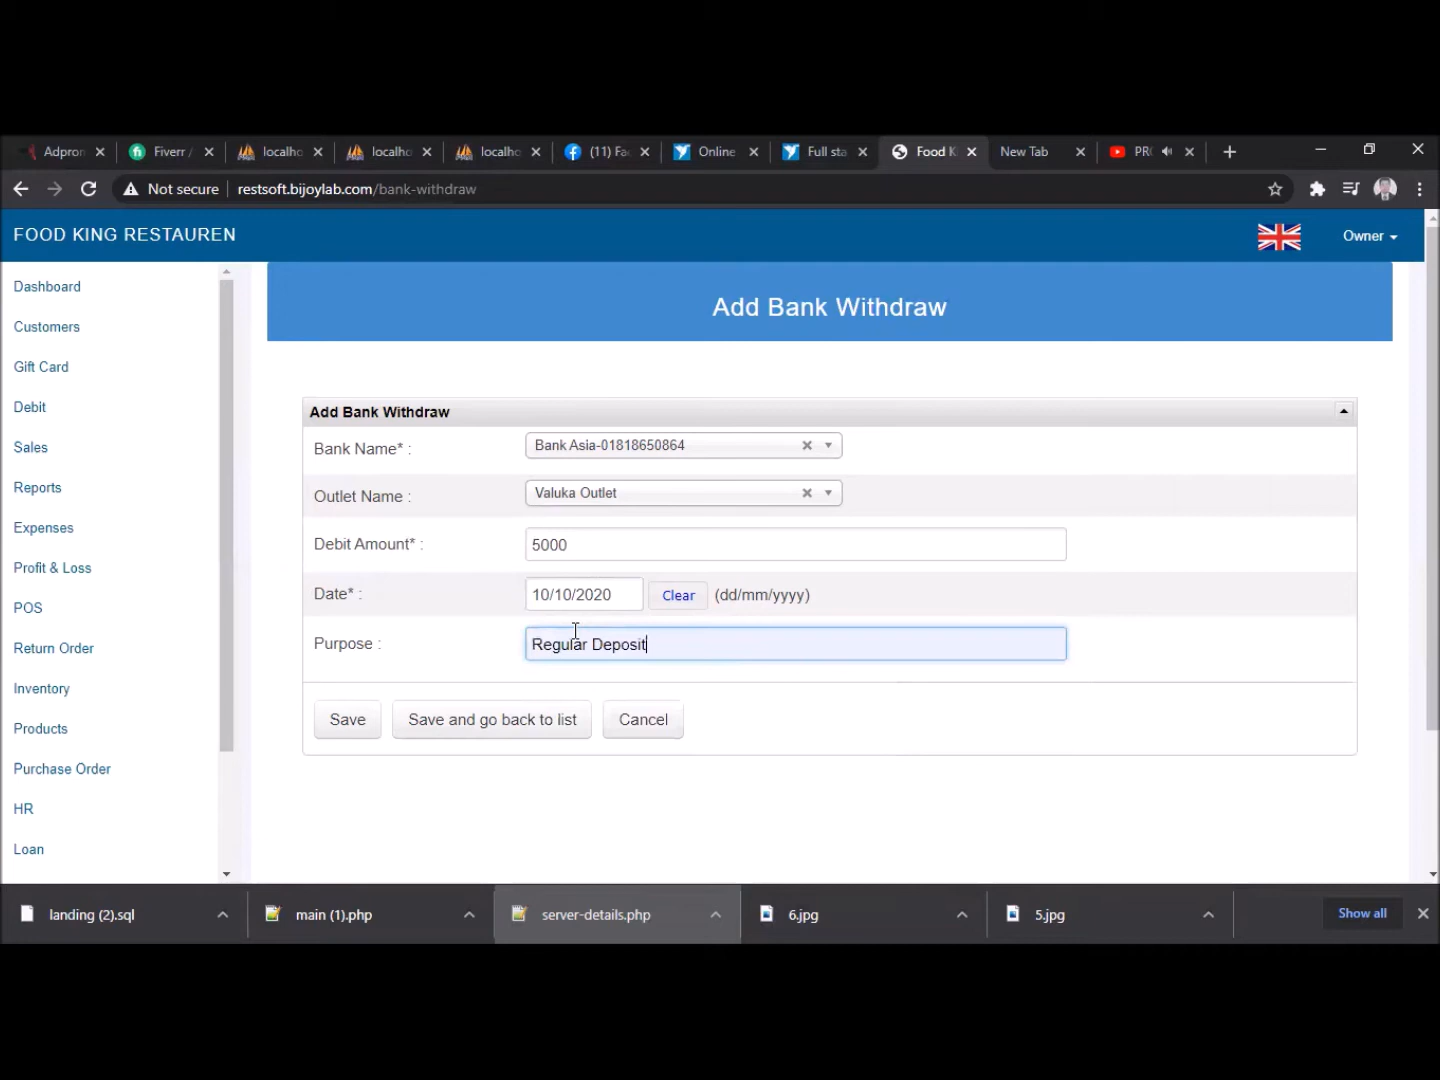 Adpron
Fiverr /
localho
localho
localho
(11) Fac
Online
Full sta
Food K
New Tab
PR
Not secure
restsoft.bijoylab.com/bank-withdraw
FOOD KING RESTAUREN
Owner
Dashboard
Customers
Gift Card
Debit
Sales
Reports
Expenses
Profit & Loss
POS
Return Order
Inventory
Products
Purchase Order
HR
Loan
Add Bank Withdraw
Add Bank Withdraw
Bank Name* :
Bank Asia-01818650864
Outlet Name :
Valuka Outlet
Debit Amount* :
5000
Date* :
10/10/2020
Clear
(dd/mm/yyyy)
Purpose :
Regular Deposit
Save
Save and go back to list
Cancel
landing (2).sql
main (1).php
server-details.php
6.jpg
5.jpg
Show all